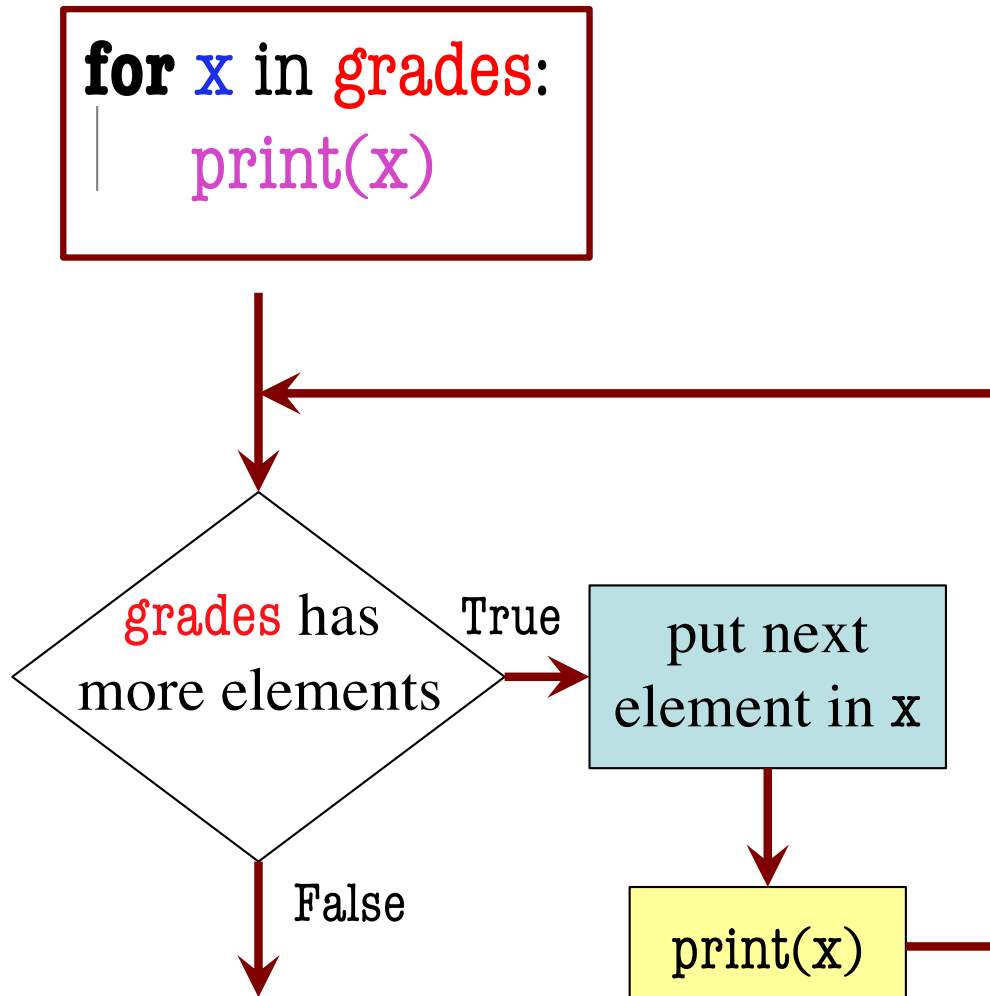 for x in grades:
print(x)
grades has
more elements
True
put next
element in x
False
print(x)